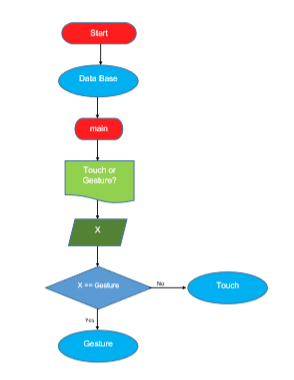 Start
Data Base
main
Touch or
Gesture?
X
X == Gesture
No
Touch
Yes
Gesture